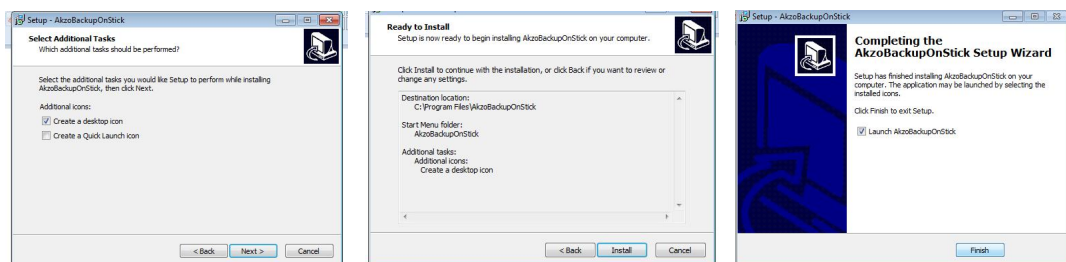 Setup - AkzoBackupOnStick
Select Additional Tasks
Which additional tasks should be performed?
Select the additional tasks you would like Setup to perform while installing
AkzoBackupOnStick, then click Next.
Additional icons:
Create a desktop icon
Create a Quick Launch icon
< Back
Next >
Cancel
Ready to Install
Setup is now ready to begin installing AkzoBackupOnStick on your computer.
Click Install to continue with the installation, or click Back if you want to review or
change any settings.
Destination location:
C:\Program Files\AkzoBackupOnStick
Start Menu folder:
AkzoBackupOnStick
Additional tasks:
Additional icons:
Create a desktop icon
< Back
Install
Cancel
Setup - AkzoBackupOnStick
Completing the
AkzoBackupOnStick Setup Wizard
Setup has finished installing AkzoBackupOnStick on your
computer. The application may be launched by selecting the
installed icons.
Click Finish to exit Setup.
Launch AkzoBackupOnStick
Finish